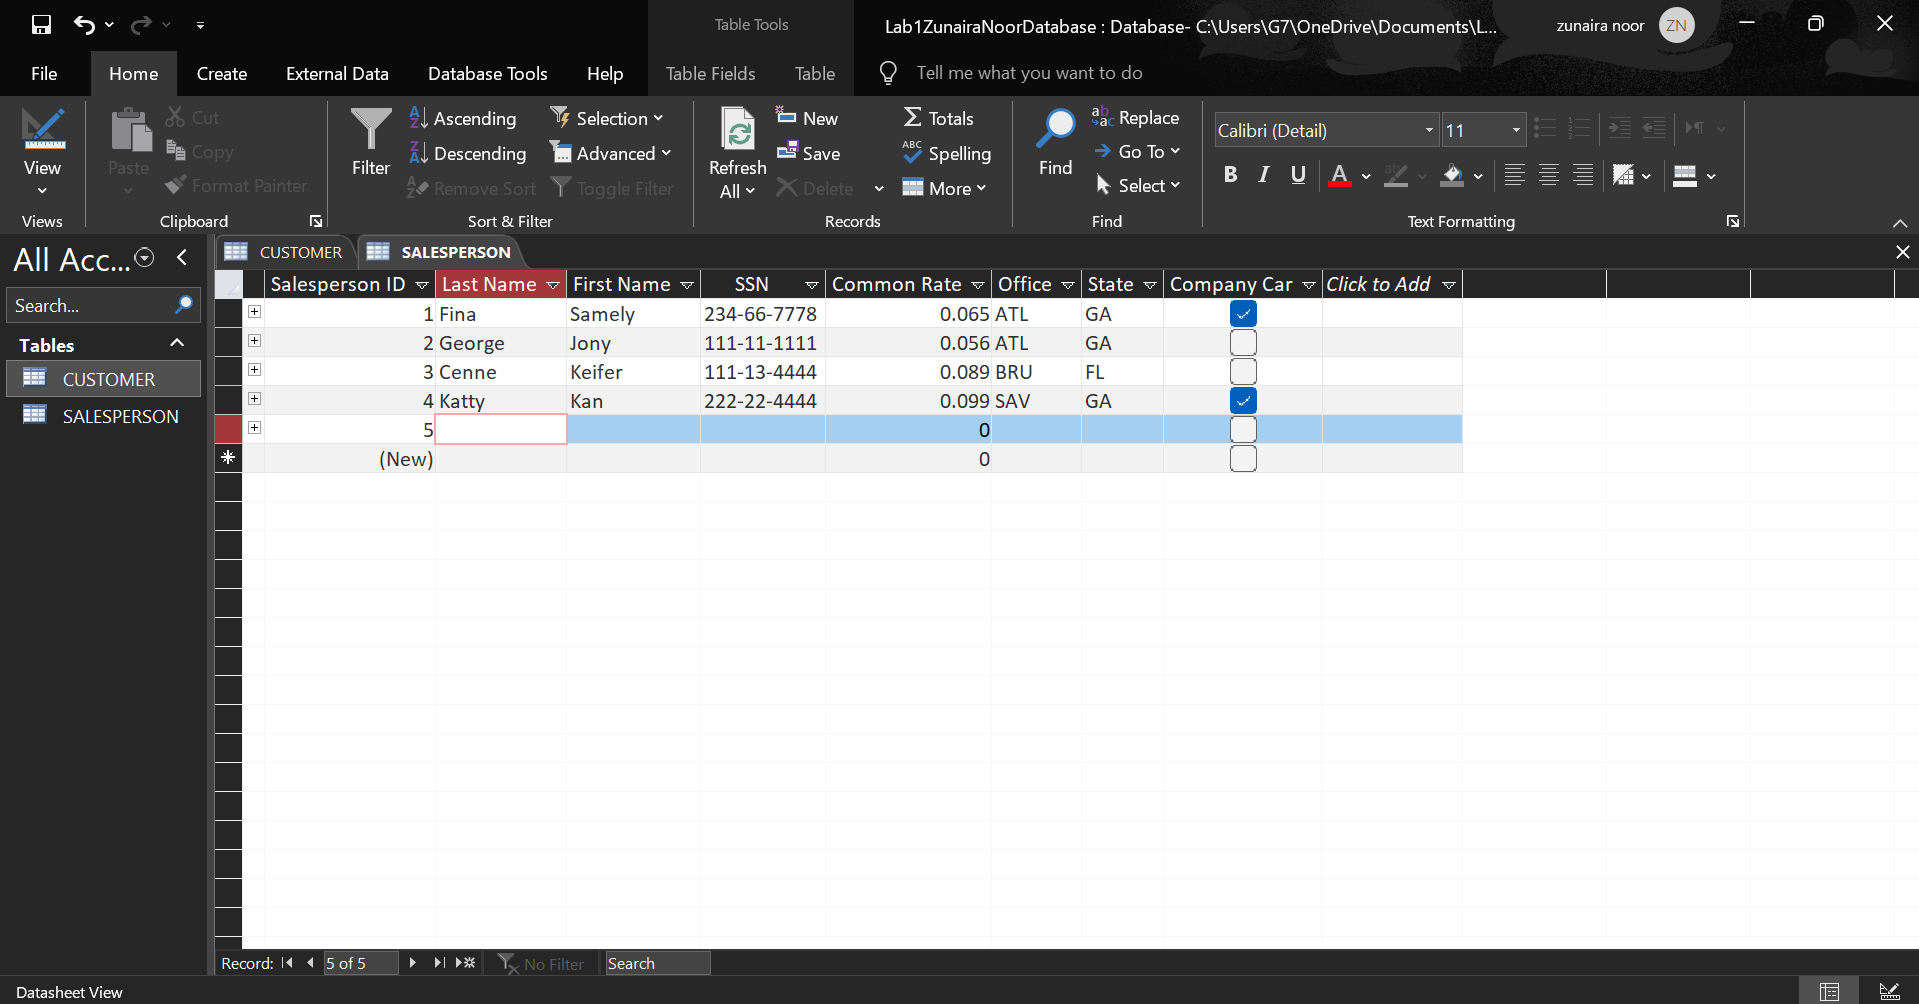 Table Tools
Lab1ZunairaNoorDatabase : Database- C:\Users\G7\OneDrive\Documents\L...
zunaira noor
ZN
File
Home
Create
External Data
Database Tools
Help
Table Fields
Table
Tell me what you want to do
View
Views
Paste
Cut
Copy
Format Painter
Clipboard
Filter
Ascending
Descending
Remove Sort
Selection
Advanced
Toggle Filter
Sort & Filter
Refresh
All
New
Save
Delete
Totals
Spelling
More
Records
Find
Replace
Go To
Select
Find
Calibri (Detail)
11
B I U A
Text Formatting
All Acc...
Search...
Tables
CUSTOMER
SALESPERSON
CUSTOMER
SALESPERSON
Salesperson ID Last Name First Name SSN Common Rate Office State Company Car Click to Add
1 Fina Samely 234-66-7778 0.065 ATL GA
2 George Jony 111-11-1111 0.056 ATL GA
3 Cenne Keifer 111-13-4444 0.089 BRU FL
4 Katty Kan 222-22-4444 0.099 SAV GA
5 0
(New) 0
Record: 5 of 5 No Filter Search
Datasheet View